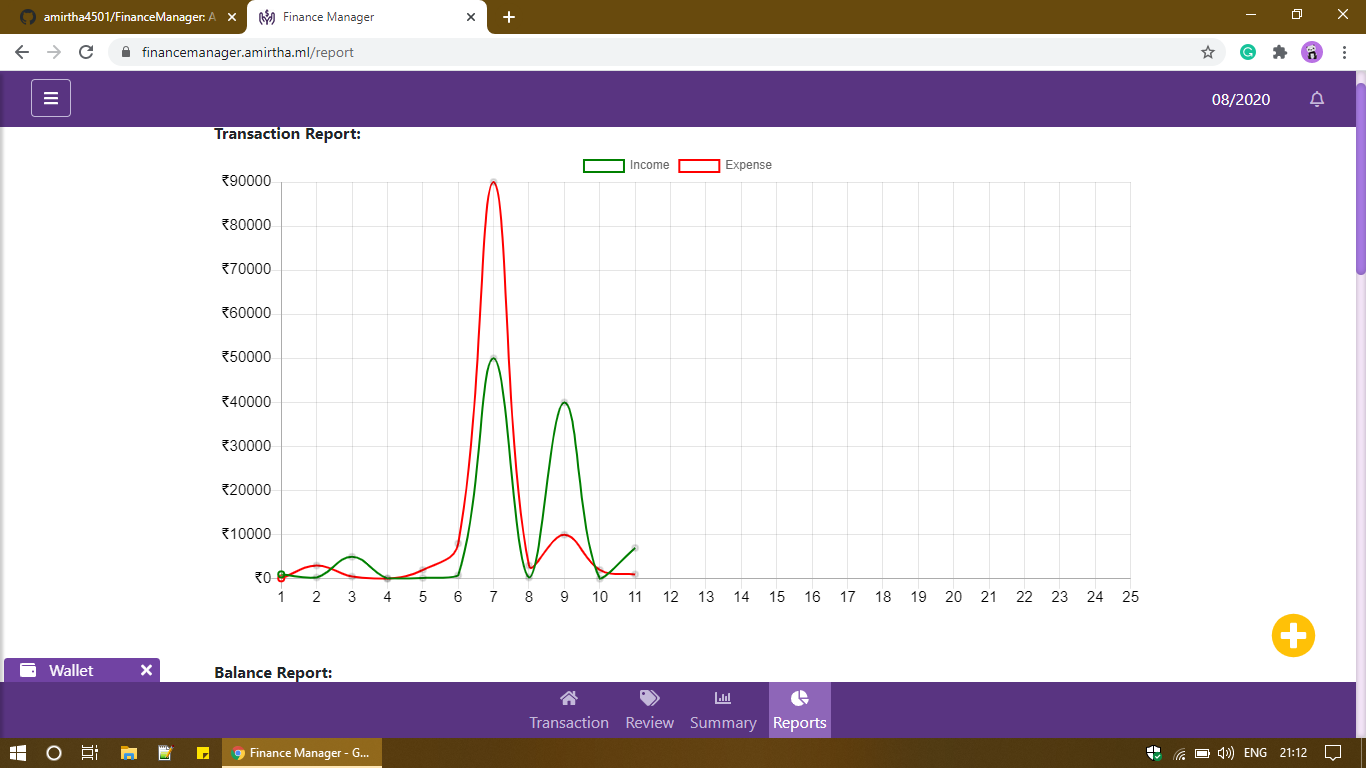 amirtha4501/FinanceManager: A
Finance Manager
financemanager.amirtha.ml/report
08/2020
Transaction Report:
Income Expense
₹90000
₹80000
₹70000
₹60000
₹50000
₹40000
₹30000
₹20000
₹10000
₹0
1 2 3 4 5 6 7 8 9 10 11 12 13 14 15 16 17 18 19 20 21 22 23 24 25
Wallet
Balance Report:
Transaction Review Summary Reports
Finance Manager - G...
ENG 21:12